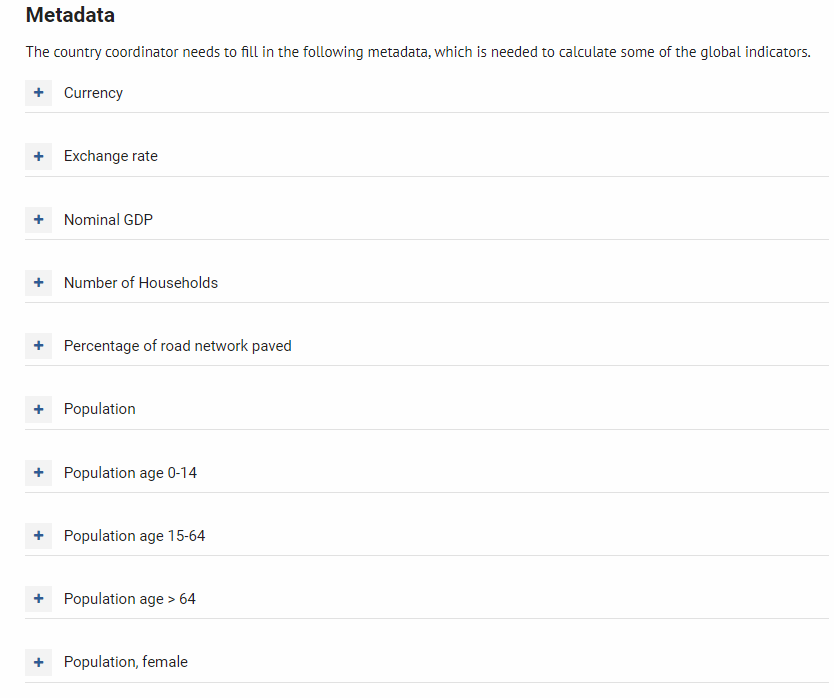 Metadata
The country coordinator needs to fill in the following metadata, which is needed to calculate some of the global indicators.
+ Currency
+ Exchange rate
+ Nominal GDP
+ Number of Households
+ Percentage of road network paved
+ Population
+ Population age 0-14
+ Population age 15-64
+ Population age > 64
+ Population, female